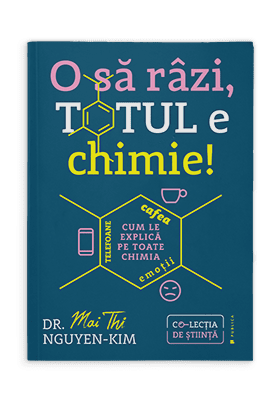 O să râzi,
TOTUL e
chimie!
cafea
TELEFOANE
CUM LE
EXPLICĂ
PE TOATE
CHIMIA
emoții
DR. Mai Thi
NGUYEN-KIM
CO-LECȚIA
DE ȘTIINȚĂ
PUBLICA